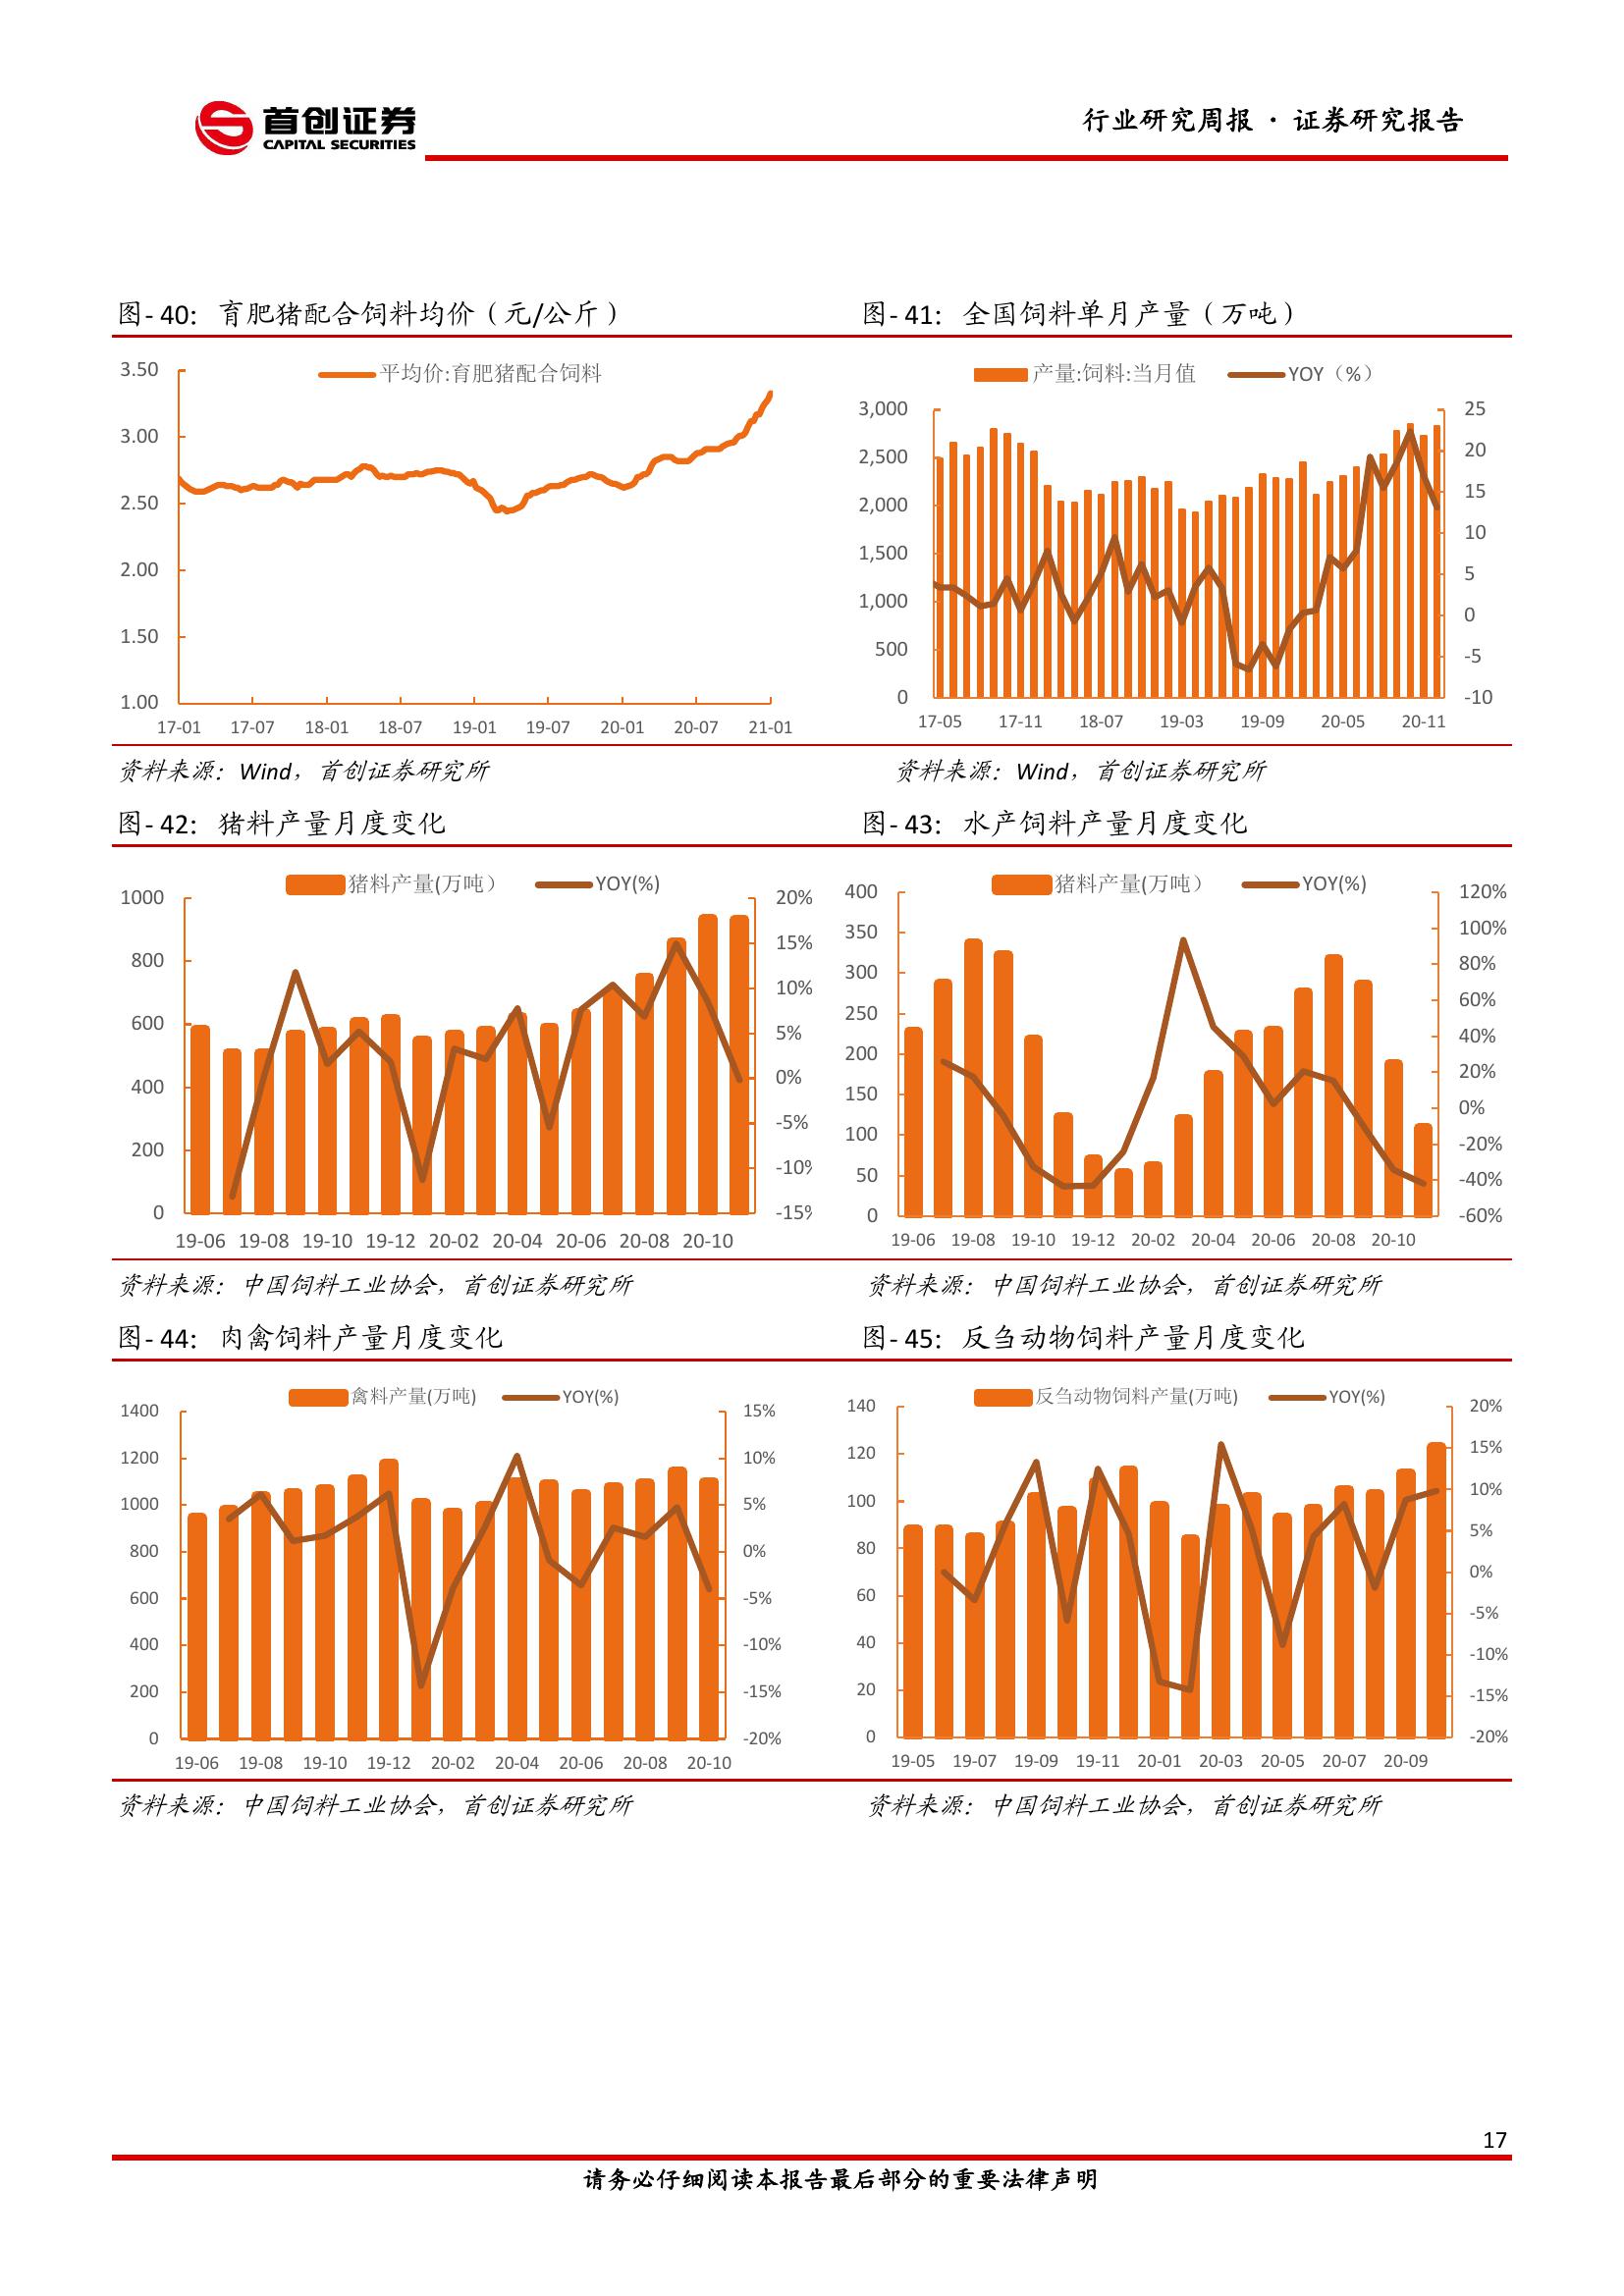 首创证券
CAPITAL SECURITIES
行业研究周报 · 证券研究报告
图- 40: 育肥猪配合饲料均价（元/公斤）
平均价:育肥猪配合饲料
3.50
3.00
2.50
2.00
1.50
1.00
17-01 17-07 18-01 18-07 19-01 19-07 20-01 20-07 21-01
资料来源：Wind，首创证券研究所
图- 41: 全国饲料单月产量（万吨）
产量:饲料:当月值 YOY（%）
3,000 25
2,500 20
2,000 15
1,500 10
1,000 5
500 0
0 -5
-10
17-05 17-11 18-07 19-03 19-09 20-05 20-11
资料来源：Wind，首创证券研究所
图- 42: 猪料产量月度变化
猪料产量(万吨） YOY(%)
1000 20%
800 15%
600 10%
400 5%
200 0%
0 -5%
-10%
-15%
19-06 19-08 19-10 19-12 20-02 20-04 20-06 20-08 20-10
资料来源：中国饲料工业协会，首创证券研究所
图- 43: 水产饲料产量月度变化
猪料产量(万吨） YOY(%)
400 120%
350 100%
300 80%
250 60%
200 40%
150 20%
100 0%
50 -20%
0 -40%
-60%
19-06 19-08 19-10 19-12 20-02 20-04 20-06 20-08 20-10
资料来源：中国饲料工业协会，首创证券研究所
图- 44: 肉禽饲料产量月度变化
禽料产量(万吨) YOY(%)
1400 15%
1200 10%
1000 5%
800 0%
600 -5%
400 -10%
200 -15%
0 -20%
19-06 19-08 19-10 19-12 20-02 20-04 20-06 20-08 20-10
资料来源：中国饲料工业协会，首创证券研究所
图- 45: 反刍动物饲料产量月度变化
反刍动物饲料产量(万吨) YOY(%)
140 20%
120 15%
100 10%
80 5%
60 0%
40 -5%
20 -10%
0 -15%
-20%
19-05 19-07 19-09 19-11 20-01 20-03 20-05 20-07 20-09
资料来源：中国饲料工业协会，首创证券研究所
17
请务必仔细阅读本报告最后部分的重要法律声明